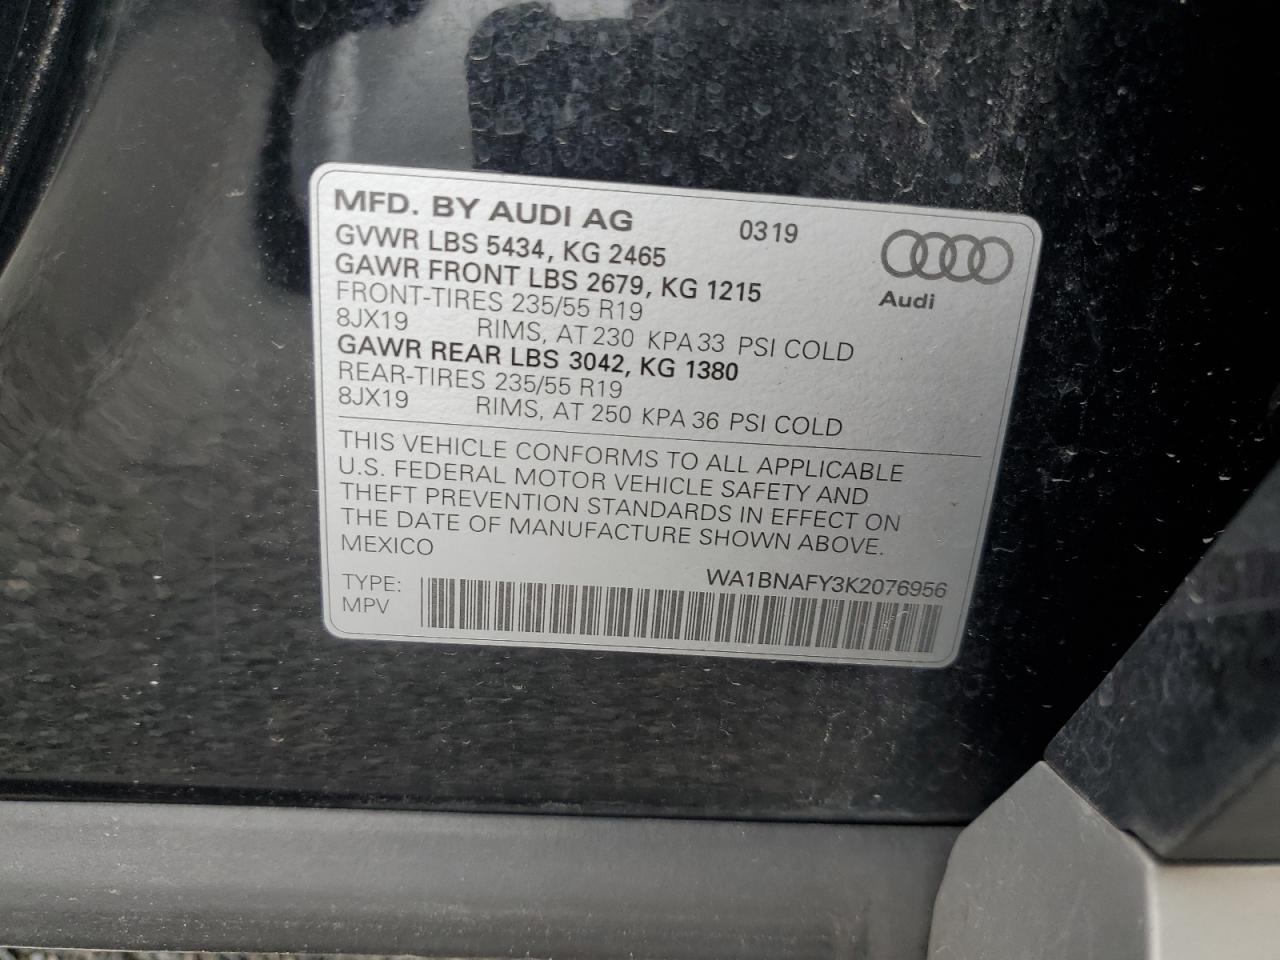 MFD. BY AUDI AG 0319
GVWR LBS 5434, KG 2465
GAWR FRONT LBS 2679, KG 1215
Audi
FRONT-TIRES 235/55 R19
8JX19 RIMS, AT 230 KPA 33 PSI COLD
GAWR REAR LBS 3042, KG 1380
REAR-TIRES 235/55 R19
8JX19 RIMS, AT 250 KPA 36 PSI COLD
THIS VEHICLE CONFORMS TO ALL APPLICABLE
U.S. FEDERAL MOTOR VEHICLE SAFETY AND
THEFT PREVENTION STANDARDS IN EFFECT ON
THE DATE OF MANUFACTURE SHOWN ABOVE.
MEXICO
WA1BNAFY3K2076956
TYPE:
MPV